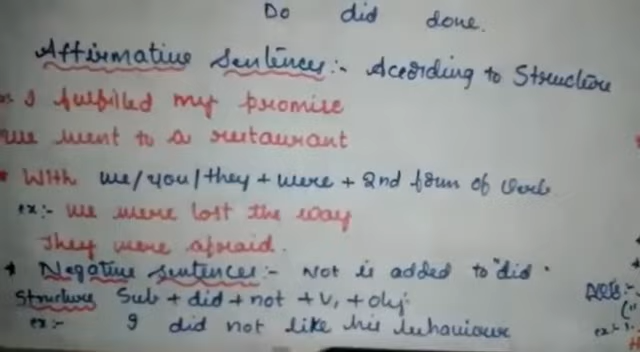 Do did done.
Affirmative Sentences:- According to Structure
I fulfilled my promise
we went to a restaurant
* With we/you/they + were + 2nd form of verb.
ex:- we were lost the way
They were afraid.
* Negative sentences:- Not is added to "did".
Structure Sub + did + not + V1 + obj.
ex:- I did not like his behaviour